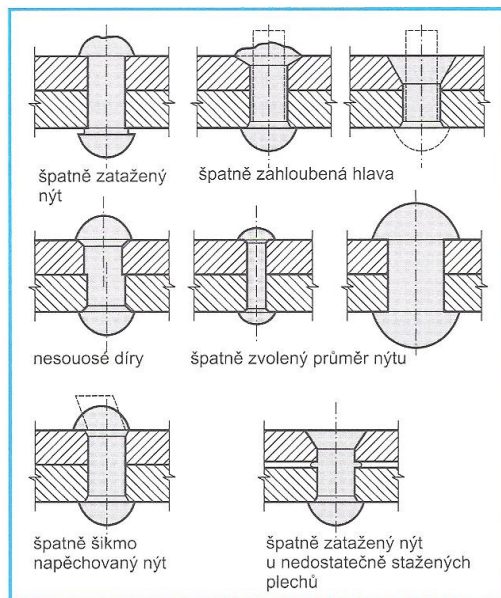 špatně zatažený
nýt
špatně zahloubená hlava
nesouosé díry
špatně zvolený průměr nýtu
špatně šikmo
napěchovaný nýt
špatně zatažený nýt
u nedostatečně stažených
plechů